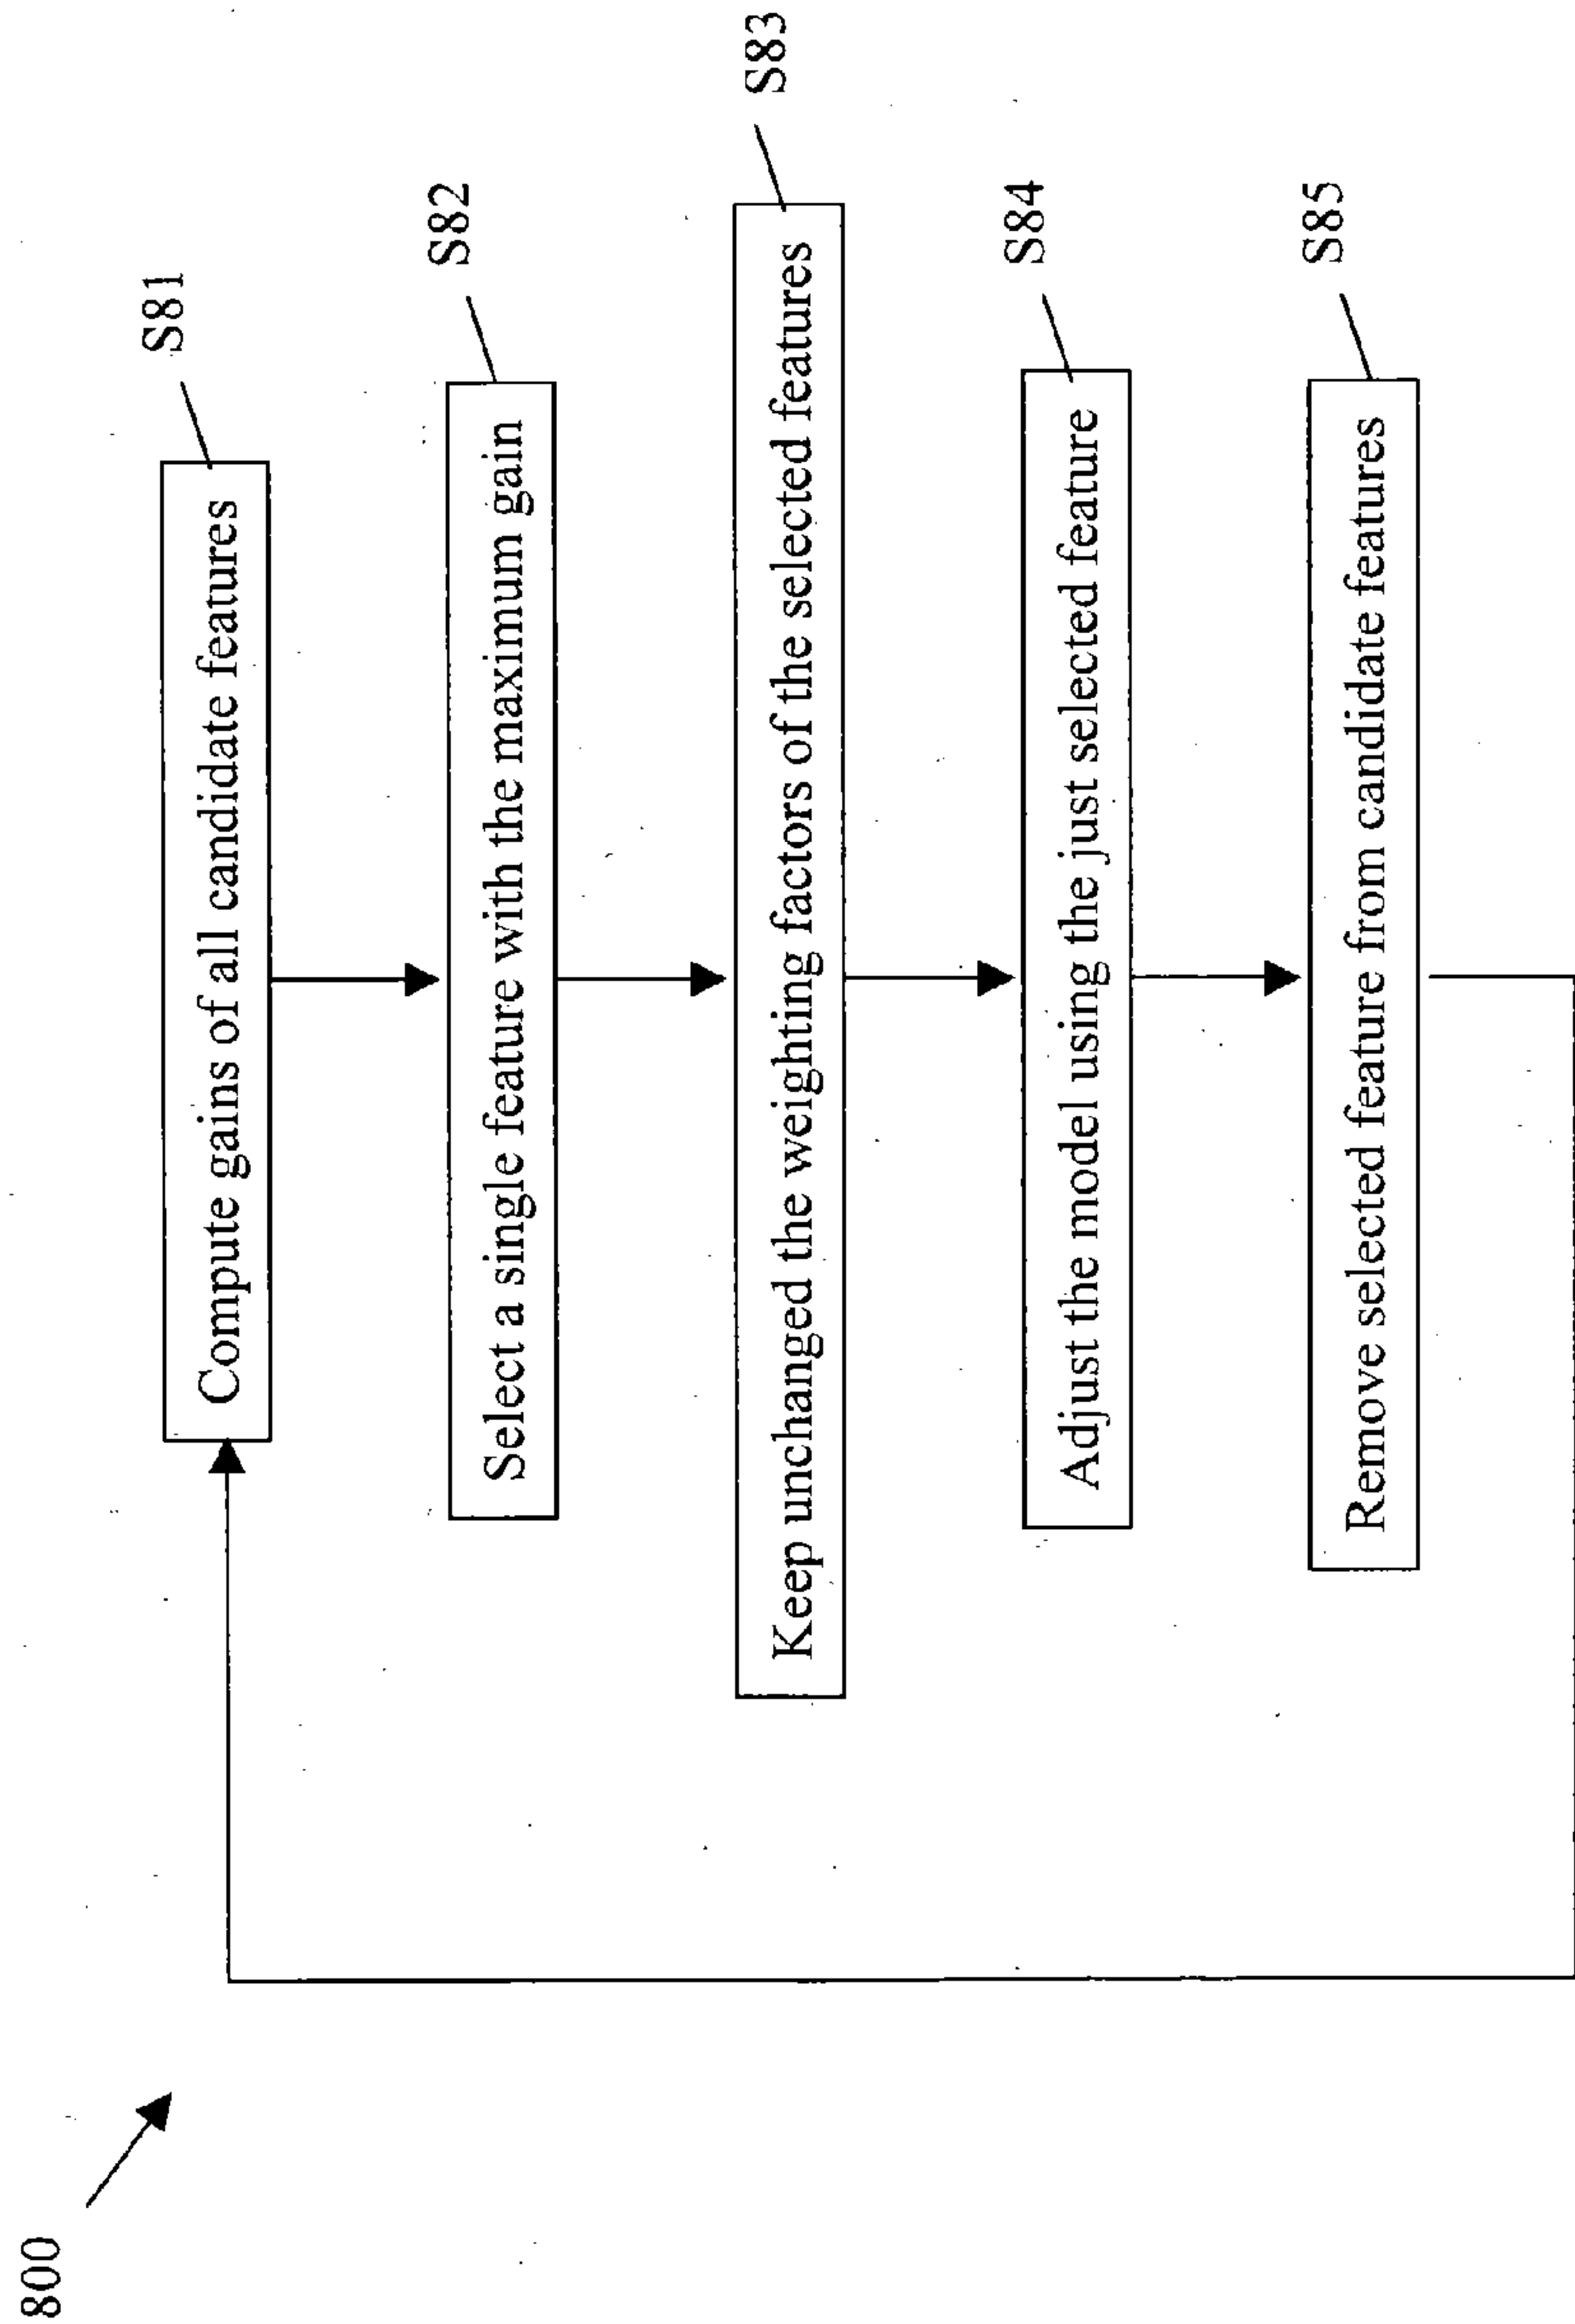 800
S81
Compute gains of all candidate features
S82
Select a single feature with the maximum gain
S83
Keep unchanged the weighting factors of the selected features
S84
Adjust the model using the just selected feature
S85
Remove selected feature from candidate features